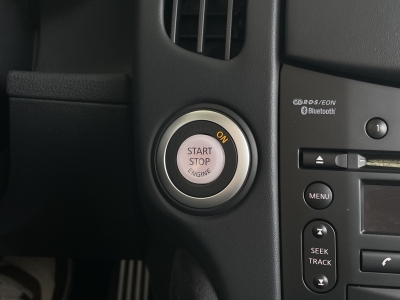 RDS/EON
Bluetooth
1
ON
START
STOP
ENGINE
MENU
SEEK
TRACK